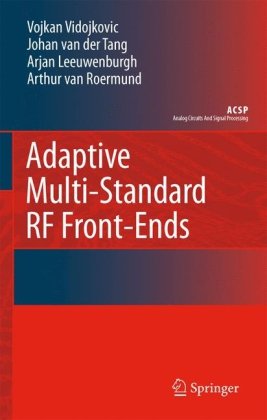 Vojkan Vidojkovic
Johan van der Tang
Arjan Leeuwenburgh
Arthur van Roermund
ACSP
Analog Circuits And Signal Processing
Adaptive
Multi-Standard
RF Front-Ends
Springer